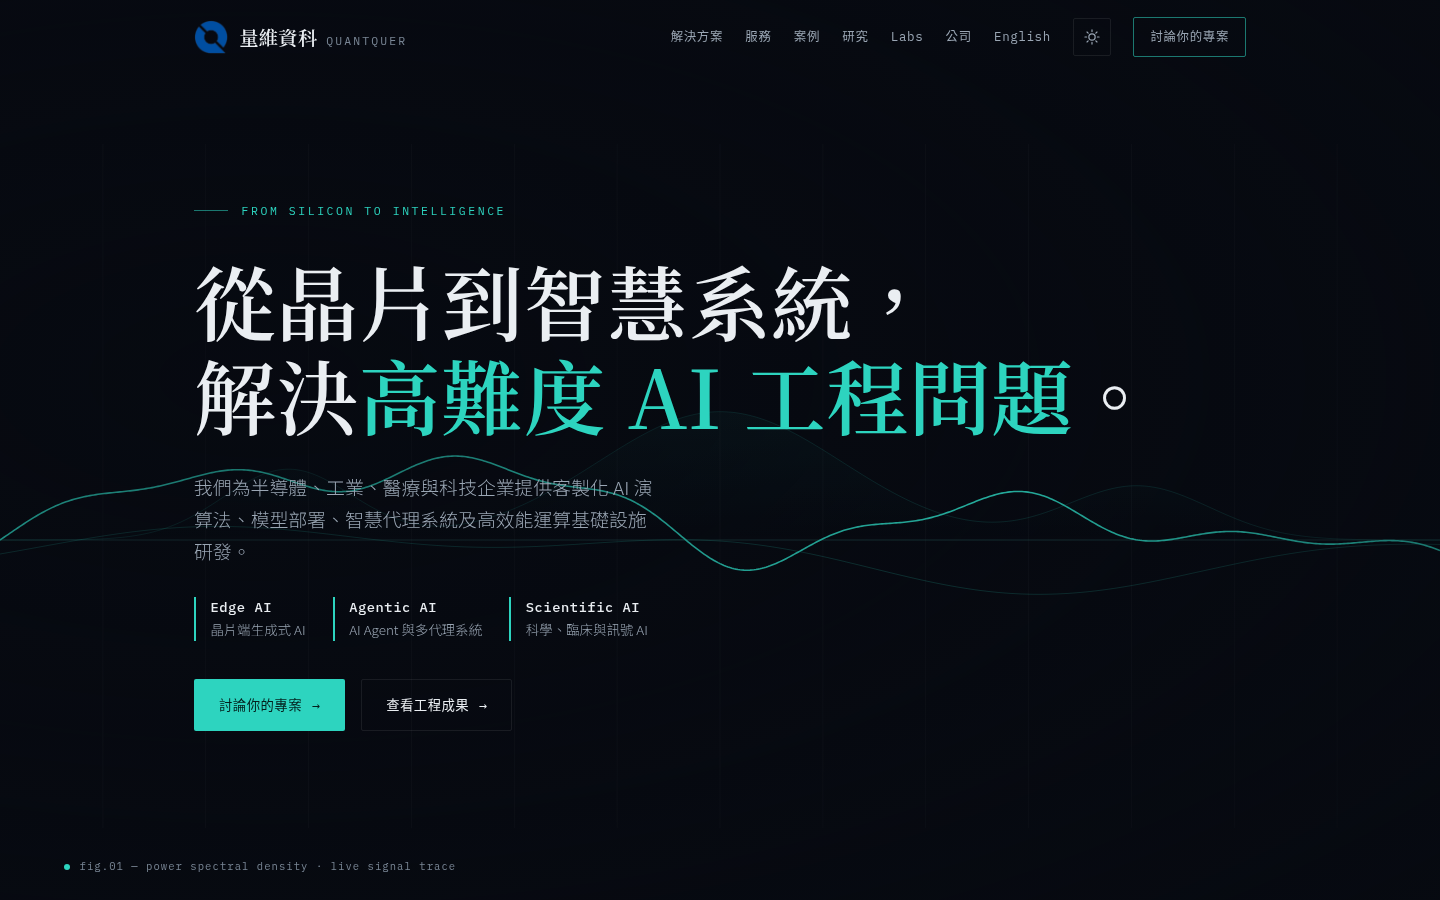 量維資科 QUANTQUER
解決方案 服務 案例 研究 Labs 公司 English 討論你的專案
FROM SILICON TO INTELLIGENCE
從晶片到智慧系統，
解決高難度 AI 工程問題。
我們為半導體、工業、醫療與科技企業提供客製化 AI 演
算法、模型部署、智慧代理系統及高效能運算基礎設施
研發。
Edge AI
晶片端生成式 AI
Agentic AI
AI Agent 與多代理系統
Scientific AI
科學、臨床與訊號 AI
討論你的專案 →
查看工程成果 →
fig.01 — power spectral density · live signal trace